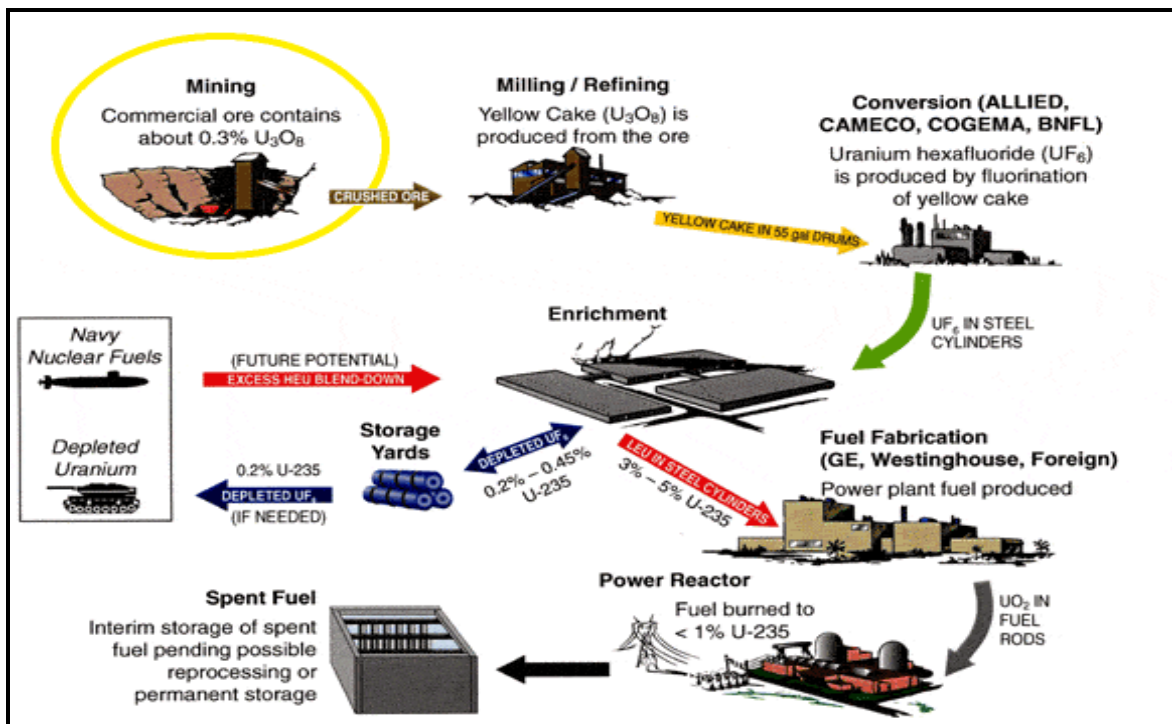 Mining
Commercial ore contains
about 0.3% U₃O₈
CRUSHED ORE
Milling / Refining
Yellow Cake (U₃O₈) is
produced from the ore
YELLOW CAKE IN 55 gal DRUMS
Conversion (ALLIED,
CAMECO, COGEMA, BNFL)
Uranium hexafluoride (UF₆)
is produced by fluorination
of yellow cake
UF₆ IN STEEL
CYLINDERS
Enrichment
Navy
Nuclear Fuels
(FUTURE POTENTIAL)
EXCESS HEU BLEND-DOWN
Depleted
Uranium
0.2% U-235
DEPLETED UF₆
(IF NEEDED)
Storage
Yards
DEPLETED UF₆
0.2% – 0.45%
U-235
LEU IN STEEL CYLINDERS
3% – 5% U-235
Fuel Fabrication
(GE, Westinghouse, Foreign)
Power plant fuel produced
UO₂ IN
FUEL
RODS
Power Reactor
Fuel burned to
< 1% U-235
Spent Fuel
Interim storage of spent
fuel pending possible
reprocessing or
permanent storage